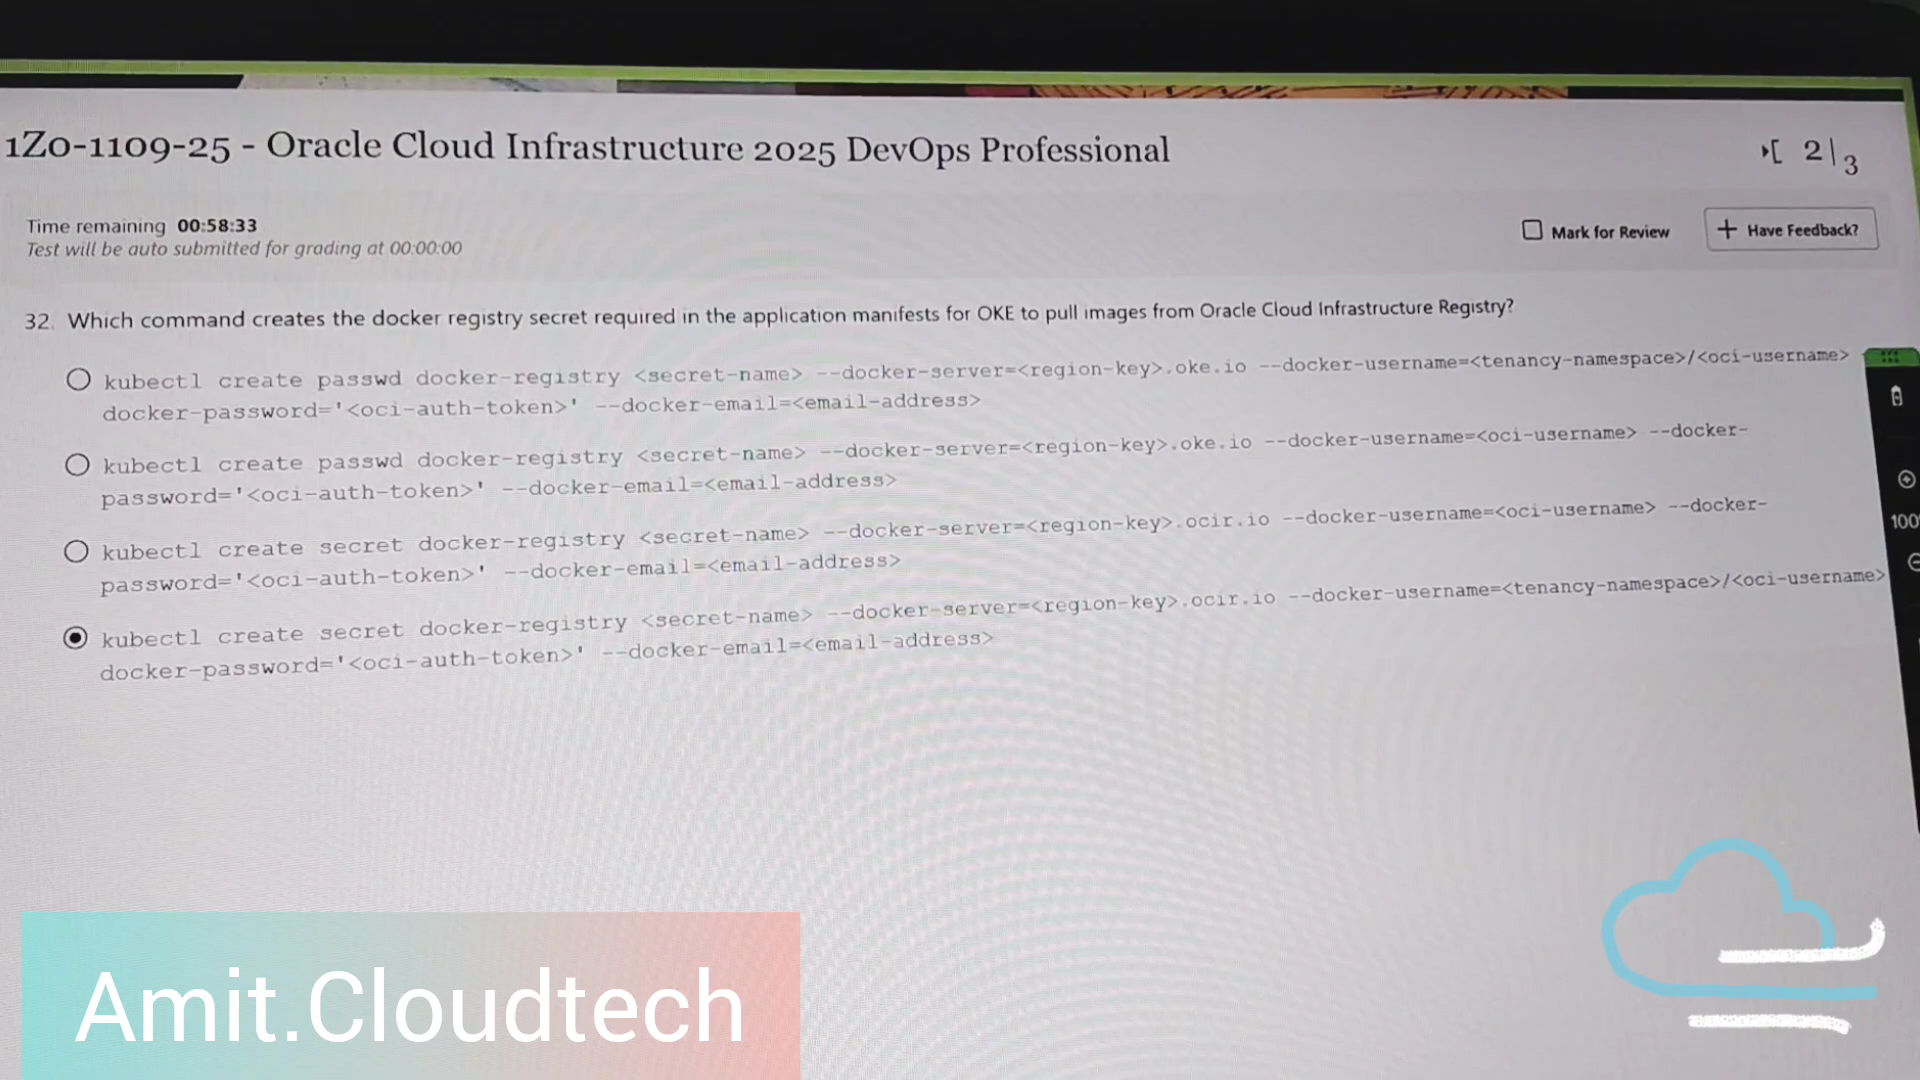 1Z0-1109-25 - Oracle Cloud Infrastructure 2025 DevOps Professional
2|3
Time remaining 00:58:33
Test will be auto submitted for grading at 00:00:00
Mark for Review
+ Have Feedback?
32. Which command creates the docker registry secret required in the application manifests for OKE to pull images from Oracle Cloud Infrastructure Registry?
kubectl create passwd docker-registry <secret-name> --docker-server=<region-key>.oke.io --docker-username=<tenancy-namespace>/<oci-username>
docker-password='<oci-auth-token>' --docker-email=<email-address>
kubectl create passwd docker-registry <secret-name> --docker-server=<region-key>.oke.io --docker-username=<oci-username> --docker-
password='<oci-auth-token>' --docker-email=<email-address>
kubectl create secret docker-registry <secret-name> --docker-server=<region-key>.ocir.io --docker-username=<oci-username> --docker-
password='<oci-auth-token>' --docker-email=<email-address>
kubectl create secret docker-registry <secret-name> --docker-server=<region-key>.ocir.io --docker-username=<tenancy-namespace>/<oci-username>
docker-password='<oci-auth-token>' --docker-email=<email-address>
100
Amit.Cloudtech